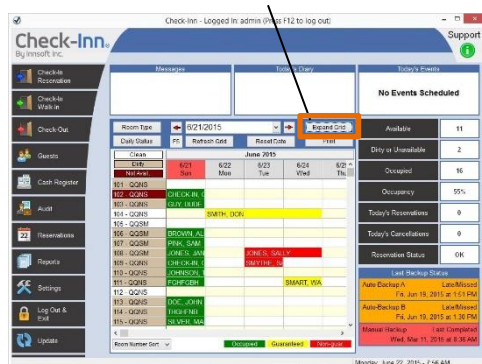 Check-Inn - Logged In: admin (Press F12 to log out)
Check-Inn
By Innsoft Inc.
Support
Check-In
Reservation
Check-In
Walk In
Check-Out
Guests
Cash Register
Audit
22 Reservations
Reports
Settings
Log Out &
Exit
Update
Messages
Today's Diary
Today's Events
No Events Scheduled
Room Type
6/21/2015
Expand Grid
Daily Status
F5
Refresh Grid
Reset Date
Print
Clean
Dirty
Not Avail.
June 2015
6/21 6/22 6/23 6/24 6/25
Sun Mon Tue Wed Thu
101 - QQNS
102 - QQNS CHECK-IN, C
103 - QQNS GUY, DUDE
104 - QQNS SMITH, DON
105 - QQSM
106 - QQSM BROWN, AL
107 - QQSM PINK, SAM
108 - QQSM JONES, JAN JONES, SALLY
109 - QQNS CHECK-IN, C SMYTHE, S
110 - QQNS JOHNSON,
111 - QQNS FGHFGBH SMART, WA
112 - QQNS
113 - QQNS DOE, JOHN
114 - QQNS THGHFND
115 - QQNS SILVER, MA
Room Number Sort
Occupied
Guaranteed
Non-guar.
Available 11
Dirty or Unavailable 2
Occupied 16
Occupancy 55%
Today's Reservations 0
Today's Cancellations 0
Reservation Status OK
Last Backup Status
Auto-Backup A Late/Missed
Fri. Jun 19, 2015 at 1:51 PM
Auto-Backup B Late/Missed
Fri. Jun 19, 2015 at 1:30 PM
Manual Backup Last Completed
Wed. Mar 11, 2015 at 8:30 AM
Monday, June 22, 2015 - 7:56 AM